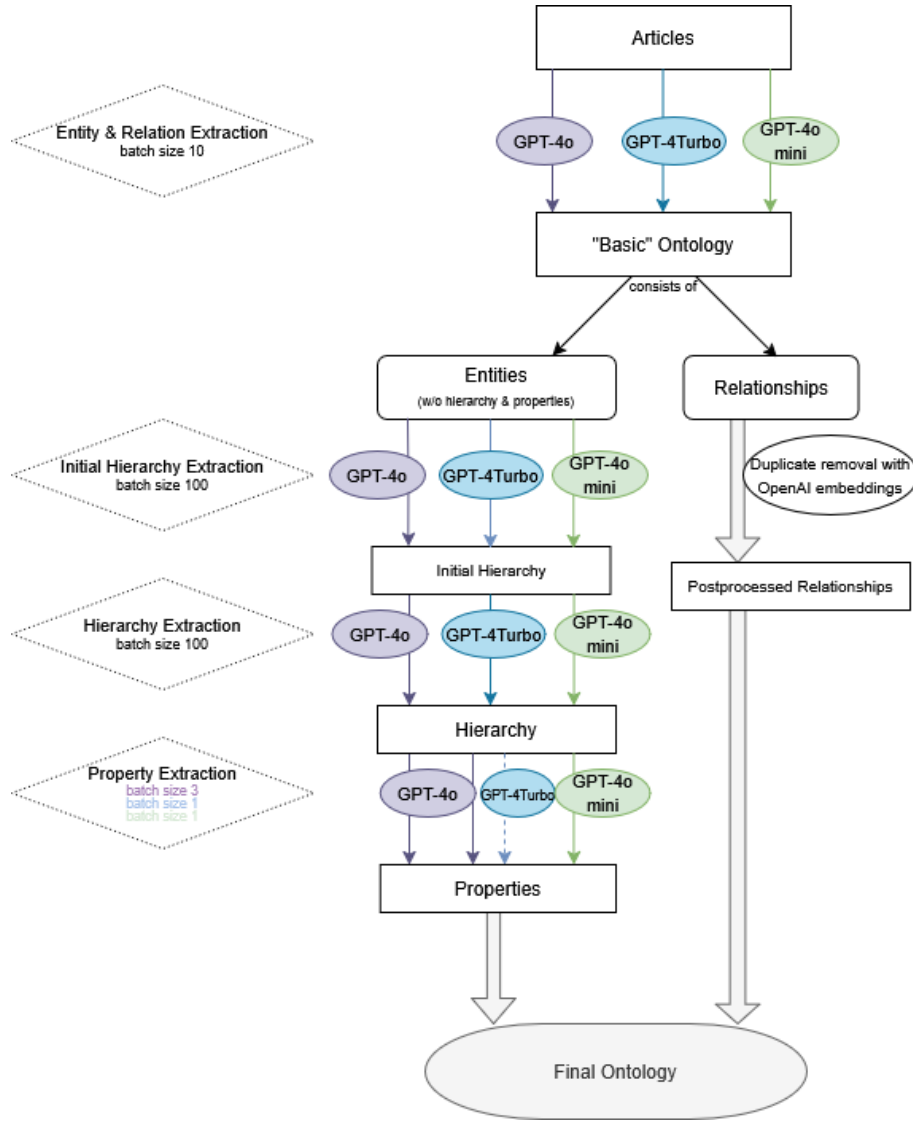 Articles
Entity & Relation Extraction
batch size 10
GPT-4o
GPT-4Turbo
GPT-4o
mini
"Basic" Ontology
consists of
Entities
(w/o hierarchy & properties)
Relationships
Initial Hierarchy Extraction
batch size 100
GPT-4o
GPT-4Turbo
GPT-4o
mini
Duplicate removal with
OpenAI embeddings
Initial Hierarchy
Postprocessed Relationships
Hierarchy Extraction
batch size 100
GPT-4o
GPT-4Turbo
GPT-4o
mini
Hierarchy
Property Extraction
batch size 3
batch size 1
batch size 1
GPT-4o
GPT-4Turbo
GPT-4o
mini
Properties
Final Ontology